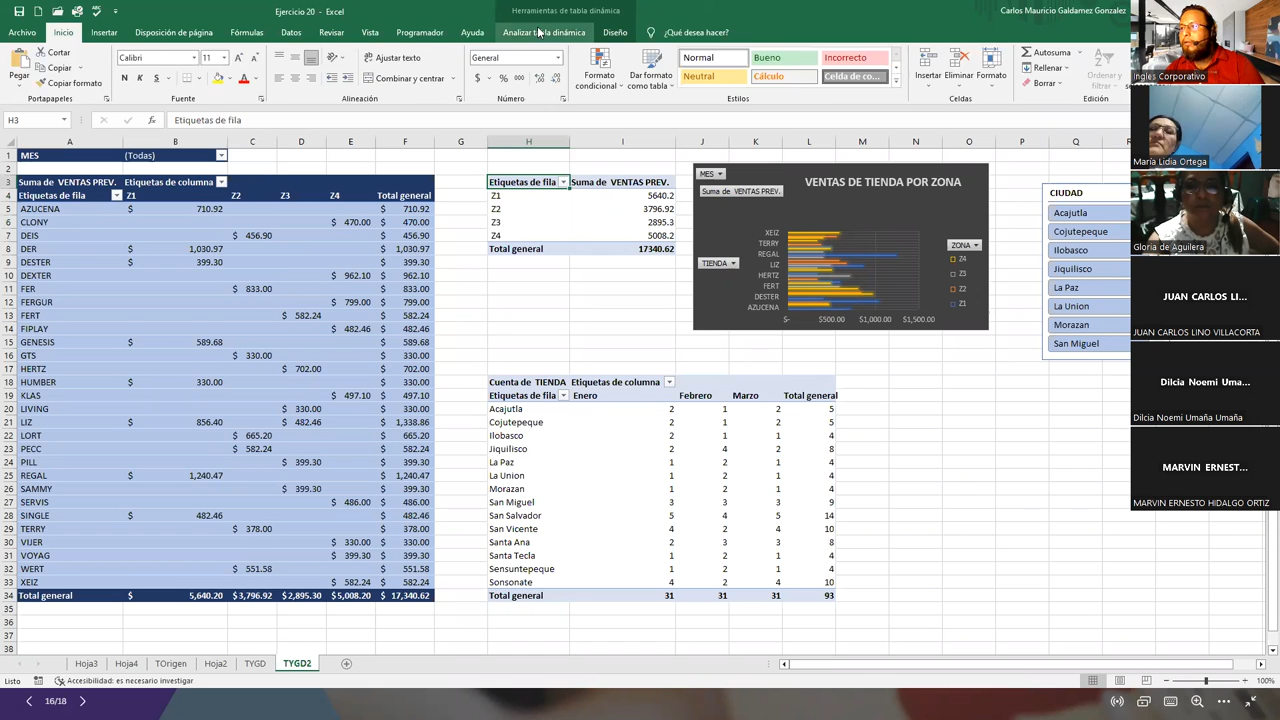 Ejercicio 20 - Excel
Herramientas de tabla dinámica
Carlos Mauricio Galdamez Gonzalez
Archivo Inicio Insertar Disposición de página Fórmulas Datos Revisar Vista Programador Ayuda Analizar tabla dinámica Diseño ¿Qué desea hacer?
Pegar
Cortar
Copiar
Copiar formato
Portapapeles
Calibri 11
N K S
Fuente
Ajustar texto
Combinar y centrar
Alineación
General
$ % 000
Número
Formato condicional
Dar formato como tabla
Normal Bueno Incorrecto
Neutral Cálculo Celda de co...
Estilos
Insertar Eliminar Formato
Celdas
Autosuma
Rellenar
Borrar
Ordenar y
filtrar
Edición
H3 fx Etiquetas de fila
A B C D E F G H I J K L M N O P Q R
MES (Todas)
Suma de VENTAS PREV. Etiquetas de columna
Etiquetas de fila Z1 Z2 Z3 Z4 Total general
AZUCENA $ 710.92 $ 710.92
CLONY $ 470.00 $ 470.00
DEIS $ 456.90 $ 456.90
DER $ 1,030.97 $ 1,030.97
DESTER $ 399.30 $ 399.30
DEXTER $ 962.10 $ 962.10
FER $ 833.00 $ 833.00
FERGUR $ 799.00 $ 799.00
FERT $ 582.24 $ 582.24
FIPLAY $ 482.46 $ 482.46
GENESIS $ 589.68 $ 589.68
GTS $ 330.00 $ 330.00
HERTZ $ 702.00 $ 702.00
HUMBER $ 330.00 $ 330.00
KLAS $ 497.10 $ 497.10
LIVING $ 330.00 $ 330.00
LIZ $ 856.40 $ 482.46 $ 1,338.86
LORT $ 665.20 $ 665.20
PECC $ 582.24 $ 582.24
PILL $ 399.30 $ 399.30
REGAL $ 1,240.47 $ 1,240.47
SAMMY $ 399.30 $ 399.30
SERVIS $ 486.00 $ 486.00
SINGLE $ 482.46 $ 482.46
TERRY $ 378.00 $ 378.00
VIJER $ 330.00 $ 330.00
VOYAG $ 399.30 $ 399.30
WERT $ 551.58 $ 551.58
XEIZ $ 582.24 $ 582.24
Total general $ 5,640.20 $ 3,796.92 $ 2,895.30 $ 5,008.20 $ 17,340.62
Etiquetas de fila Suma de VENTAS PREV.
Z1 5640.2
Z2 3796.92
Z3 2895.3
Z4 5008.2
Total general 17340.62
MES
Suma de VENTAS PREV.
VENTAS DE TIENDA POR ZONA
TIENDA
XEIZ
TERRY
REGAL
LIZ
HERTZ
FERT
DESTER
AZUCENA
$- $500.00 $1,000.00 $1,500.00
ZONA
Z4
Z3
Z2
Z1
CIUDAD
Acajutla
Cojutepeque
Ilobasco
Jiquilisco
La Paz
La Union
Morazan
San Miguel
Cuenta de TIENDA Etiquetas de columna
Etiquetas de fila Enero Febrero Marzo Total general
Acajutla 2 1 2 5
Cojutepeque 2 1 2 5
Ilobasco 2 1 1 4
Jiquilisco 2 4 2 8
La Paz 1 2 1 4
La Union 1 2 1 4
Morazan 1 2 1 4
San Miguel 3 3 3 9
San Salvador 5 4 5 14
San Vicente 4 2 4 10
Santa Ana 2 3 3 8
Santa Tecla 1 2 1 4
Sensuntepeque 1 2 1 4
Sonsonate 4 2 4 10
Total general 31 31 31 93
Hoja3 Hoja4 TOrigen Hoja2 TYGD TYGD2
Listo Accesibilidad: es necesario investigar 100%
16/18
Ingles Corporativo
María Lidia Ortega
Gloria de Aguilera
JUAN CARLOS LI...
JUAN CARLOS LINO VILLACORTA
Dilcia Noemi Uma...
Dilcia Noemi Umaña Umaña
MARVIN ERNEST...
MARVIN ERNESTO HIDALGO ORTIZ